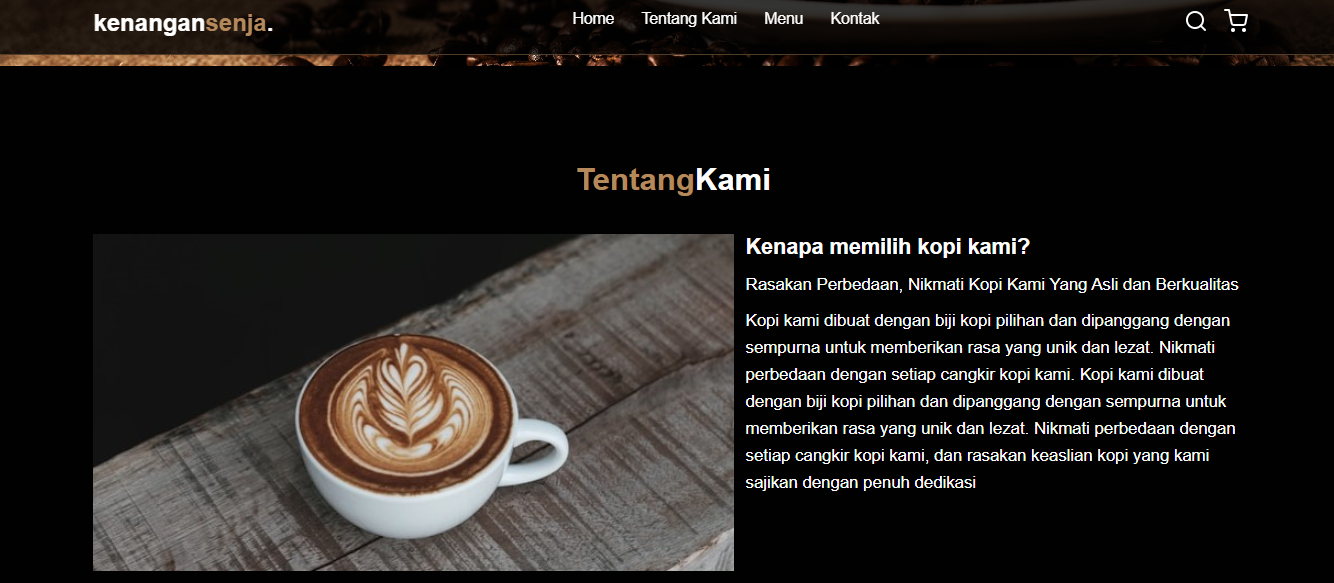 kenangansenja.
Home Tentang Kami Menu Kontak
TentangKami
Kenapa memilih kopi kami?
Rasakan Perbedaan, Nikmati Kopi Kami Yang Asli dan Berkualitas
Kopi kami dibuat dengan biji kopi pilihan dan dipanggang dengan
sempurna untuk memberikan rasa yang unik dan lezat. Nikmati
perbedaan dengan setiap cangkir kopi kami. Kopi kami dibuat
dengan biji kopi pilihan dan dipanggang dengan sempurna untuk
memberikan rasa yang unik dan lezat. Nikmati perbedaan dengan
setiap cangkir kopi kami, dan rasakan keaslian kopi yang kami
sajikan dengan penuh dedikasi